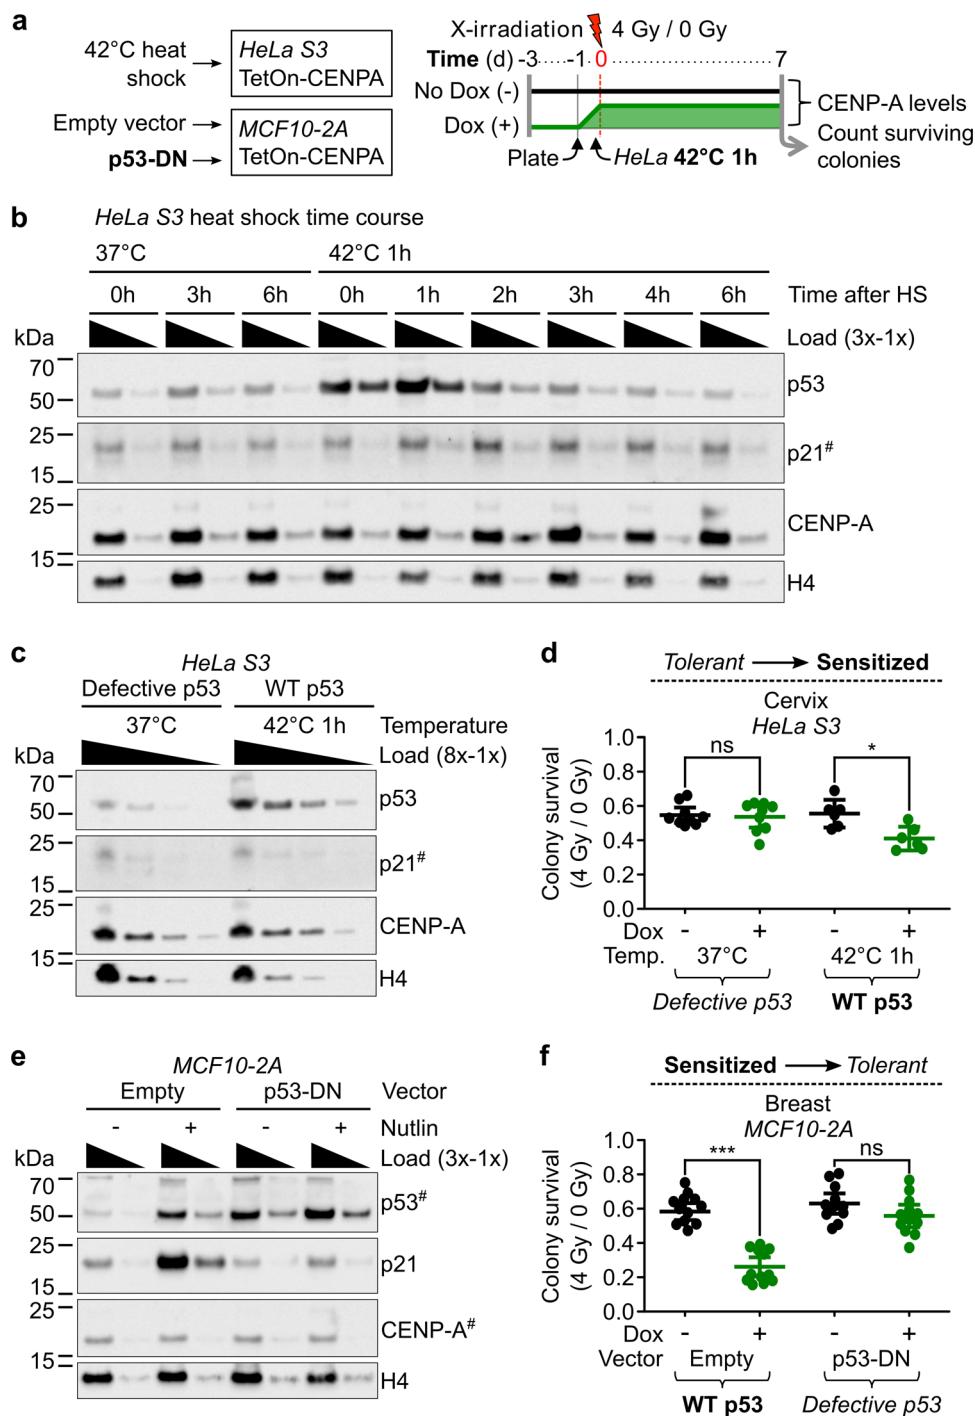 a
42°C heat shock
HeLa S3
TetOn-CENPA
Empty vector
p53-DN
MCF10-2A
TetOn-CENPA
X-irradiation 4 Gy / 0 Gy
Time (d) -3 -1 0 7
No Dox (-)
Dox (+)
CENP-A levels
Count surviving colonies
Plate HeLa 42°C 1h
b HeLa S3 heat shock time course
37°C 42°C 1h
0h 3h 6h 0h 1h 2h 3h 4h 6h Time after HS
kDa Load (3x-1x)
70
50
p53
25
15
p21#
25
15
CENP-A
15
H4
c HeLa S3
Defective p53 WT p53
37°C 42°C 1h Temperature
kDa Load (8x-1x)
70
50
p53
25
15
p21#
25
15
CENP-A
H4
d Tolerant Sensitized
Cervix
HeLa S3
ns *
Colony survival
(4 Gy / 0 Gy)
1.0
0.8
0.6
0.4
0.2
0.0
Dox - + - +
Temp. 37°C 42°C 1h
Defective p53 WT p53
e MCF10-2A
Empty p53-DN Vector
- + - + Nutlin
kDa Load (3x-1x)
70
50
p53#
25
15
p21
25
15
CENP-A#
H4
f Sensitized Tolerant
Breast
MCF10-2A
*** ns
Colony survival
(4 Gy / 0 Gy)
1.0
0.8
0.6
0.4
0.2
0.0
Dox - + - +
Vector Empty p53-DN
WT p53 Defective p53